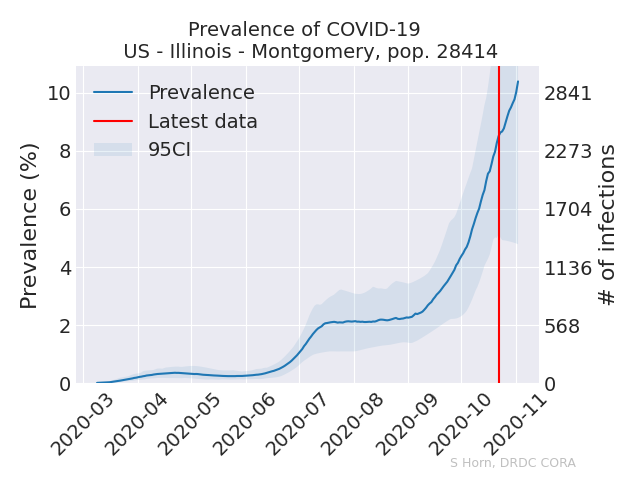 Prevalence of COVID-19
US - Illinois - Montgomery, pop. 28414
Prevalence
Latest data
95CI
Prevalence (%)
10
8
6
4
2
0
2841
2273
1704
1136
568
0
# of infections
2020-03
2020-04
2020-05
2020-06
2020-07
2020-08
2020-09
2020-10
2020-11
S Horn, DRDC CORA